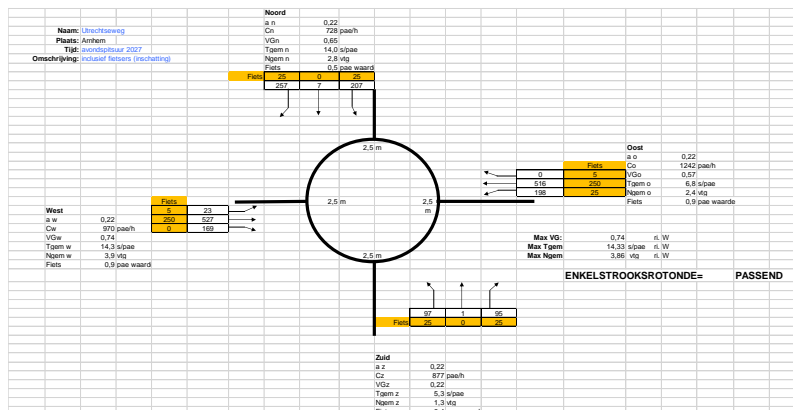 Noord
a n 0,22
Cn 728 pae/h
VGn 0,65
Tgem n 14,0 s/pae
Ngem n 2,8 vtg
Fiets 0,5 pae waard
Naam: Utrechtseweg
Plaats: Arnhem
Tijd: avondspitsuur 2027
Omschrijving: inclusief fietsers (inschatting)
Fiets 25 0 25
257 7 207
2,5 m
2,5 m
2,5 m
2,5 m
Oost
a o 0,22
Co 1242 pae/h
VGo 0,57
Tgem o 6,8 s/pae
Ngem o 2,4 vtg
Fiets 0,9 pae waarde
Fiets
0 5
516 250
198 25
Fiets
5 23
250 527
0 169
West
a w 0,22
Cw 970 pae/h
VGw 0,74
Tgem w 14,3 s/pae
Ngem w 3,9 vtg
Fiets 0,9 pae waard
Max VG: 0,74 ri. W
Max Tgem 14,33 s/pae ri. W
Max Ngem 3,86 vtg ri. W
ENKELSTROOKSROTONDE= PASSEND
97 1 95
Fiets 25 0 25
Zuid
a z 0,22
Cz 877 pae/h
VGz 0,22
Tgem z 5,3 s/pae
Ngem z 1,3 vtg